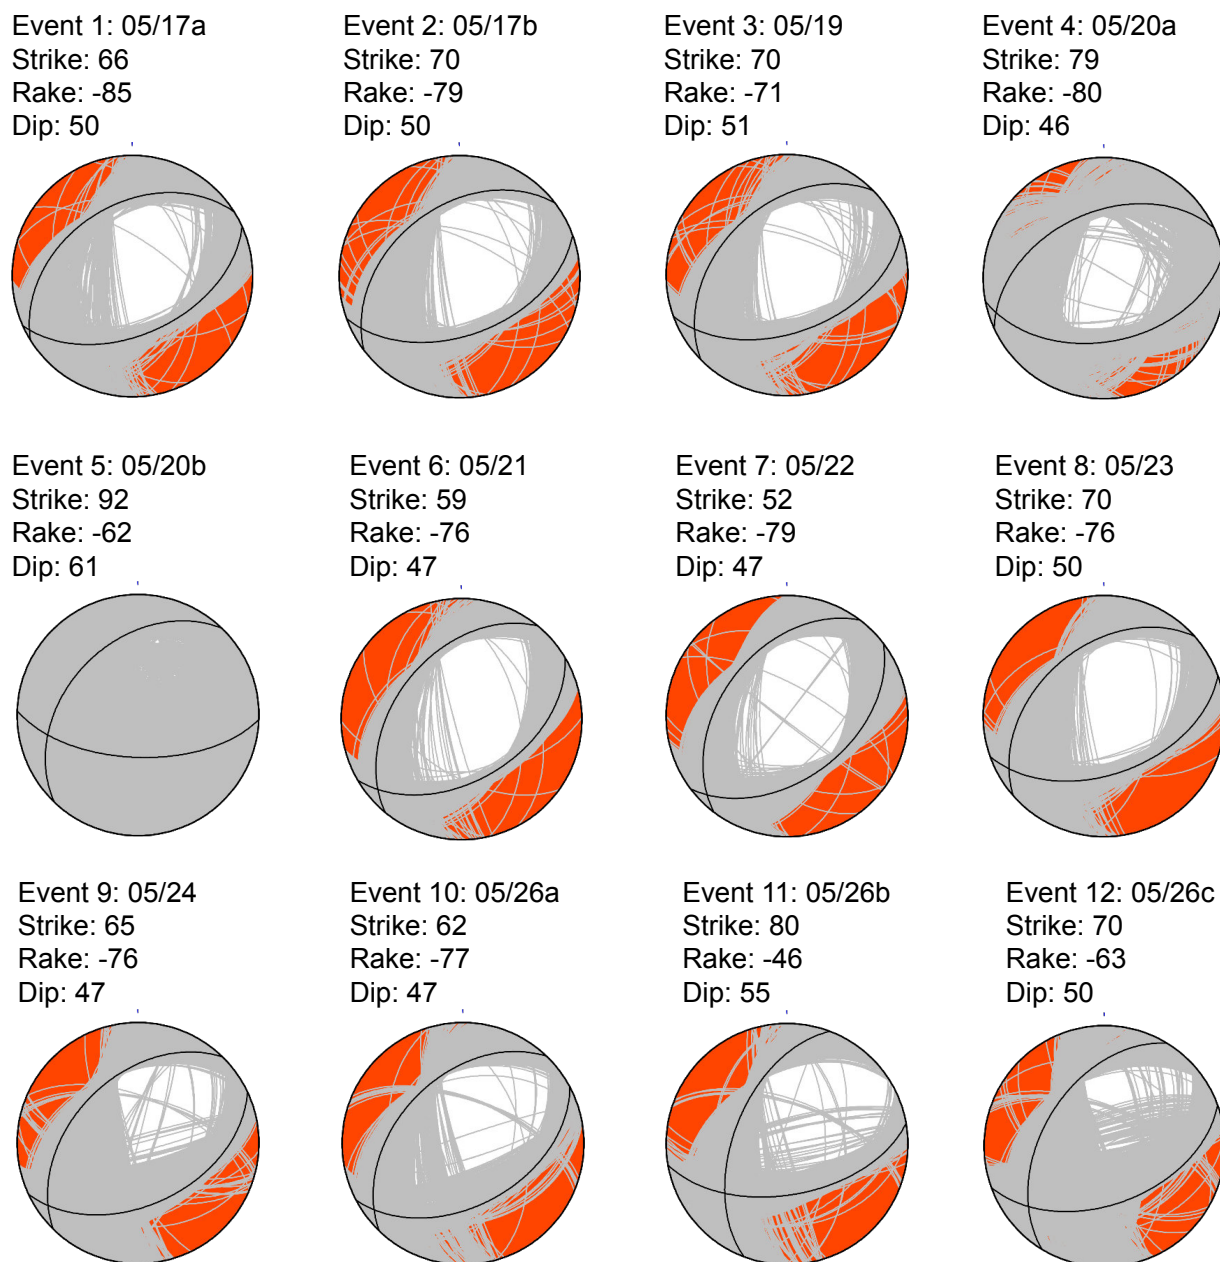 Event 1: 05/17a
Strike: 66
Rake: -85
Dip: 50
Event 2: 05/17b
Strike: 70
Rake: -79
Dip: 50
Event 3: 05/19
Strike: 70
Rake: -71
Dip: 51
Event 4: 05/20a
Strike: 79
Rake: -80
Dip: 46
Event 5: 05/20b
Strike: 92
Rake: -62
Dip: 61
Event 6: 05/21
Strike: 59
Rake: -76
Dip: 47
Event 7: 05/22
Strike: 52
Rake: -79
Dip: 47
Event 8: 05/23
Strike: 70
Rake: -76
Dip: 50
Event 9: 05/24
Strike: 65
Rake: -76
Dip: 47
Event 10: 05/26a
Strike: 62
Rake: -77
Dip: 47
Event 11: 05/26b
Strike: 80
Rake: -46
Dip: 55
Event 12: 05/26c
Strike: 70
Rake: -63
Dip: 50